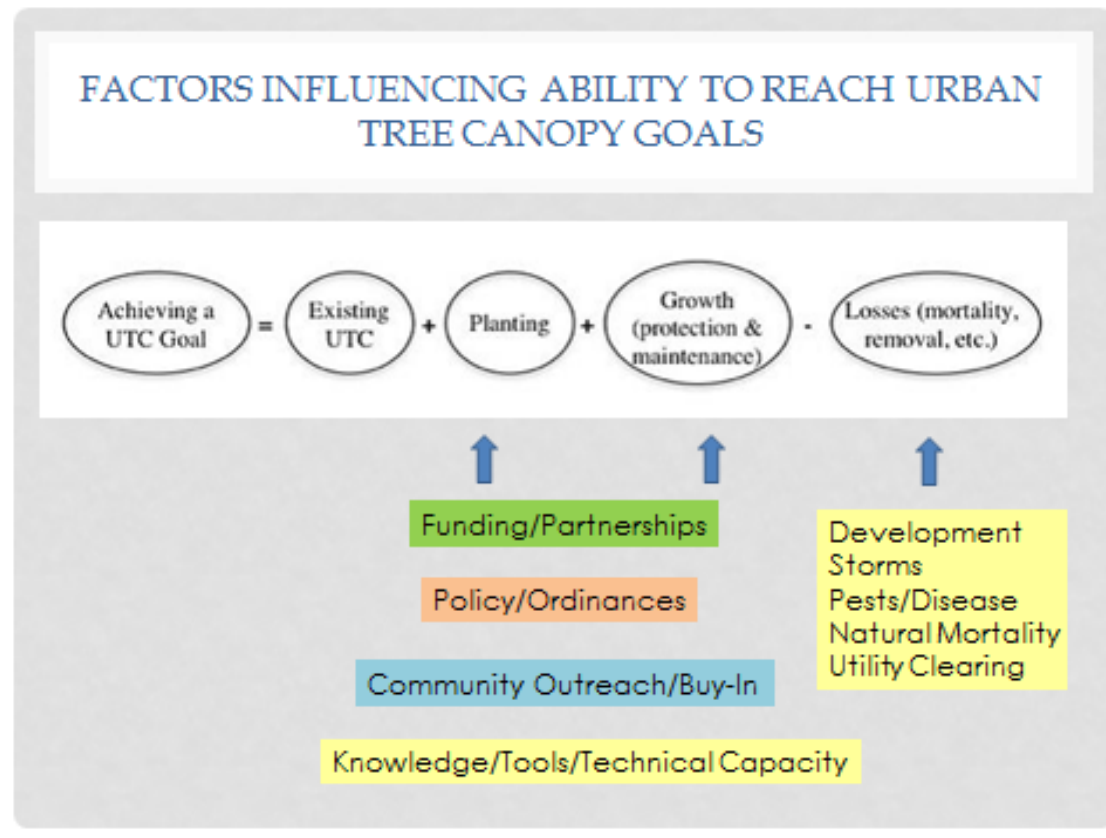 FACTORS INFLUENCING ABILITY TO REACH URBAN
TREE CANOPY GOALS
Achieving a
UTC Goal
=
Existing
UTC
+
Planting
+
Growth
(protection &
maintenance)
-
Losses (mortality,
removal, etc.)
Funding/Partnerships
Policy/Ordinances
Community Outreach/Buy-In
Knowledge/Tools/Technical Capacity
Development
Storms
Pests/Disease
Natural Mortality
Utility Clearing